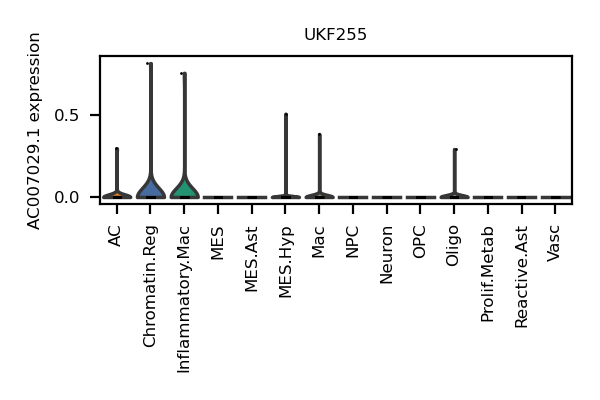 UKF255
AC007029.1 expression
0.5
0.0
AC
Chromatin.Reg
Inflammatory.Mac
MES
MES.Ast
MES.Hyp
Mac
NPC
Neuron
OPC
Oligo
Prolif.Metab
Reactive.Ast
Vasc